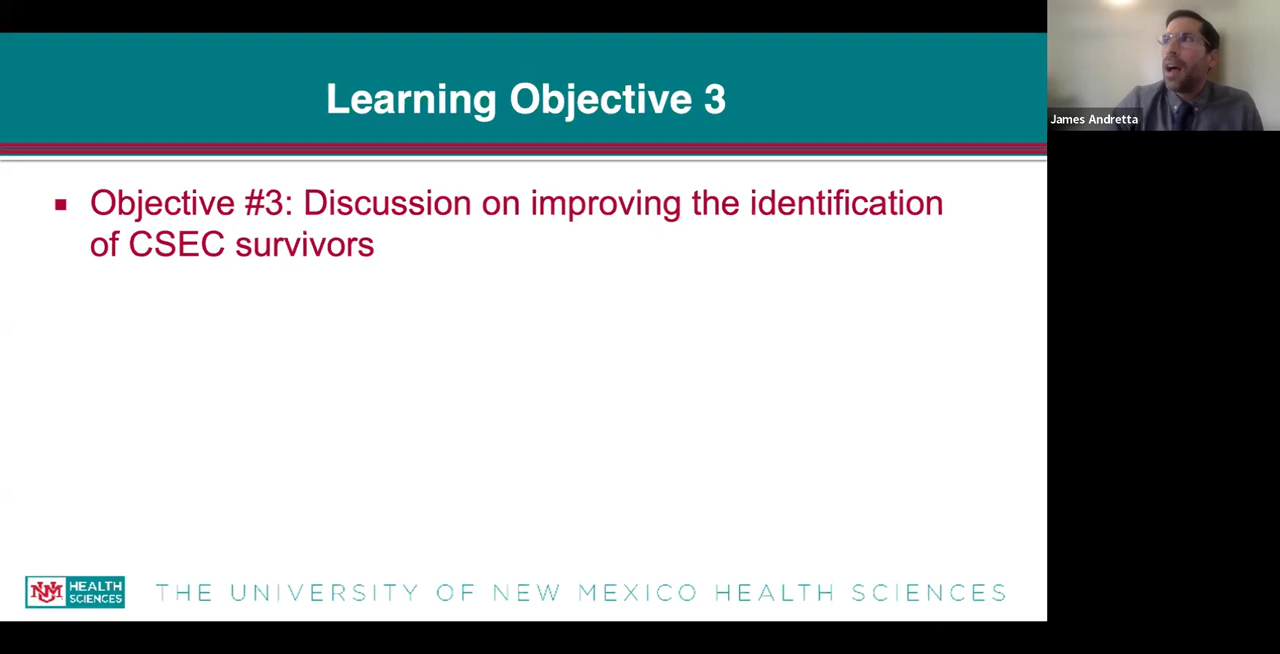 Learning Objective 3
James Andretta
▪ Objective #3: Discussion on improving the identification
of CSEC survivors
UNM HEALTH
SCIENCES
THE UNIVERSITY OF NEW MEXICO HEALTH SCIENCES